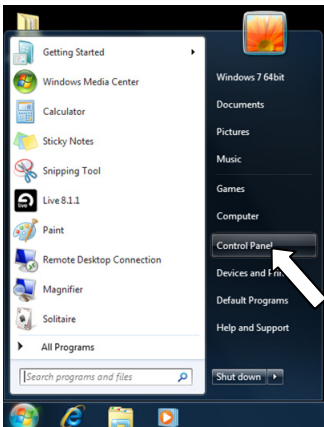 Getting Started
Windows Media Center
Calculator
Sticky Notes
Snipping Tool
Live 8.1.1
Paint
Remote Desktop Connection
Magnifier
Solitaire
All Programs
Search programs and files
Windows 7 64bit
Documents
Pictures
Music
Games
Computer
Control Panel
Devices and
Default Programs
Help and Support
Shut down